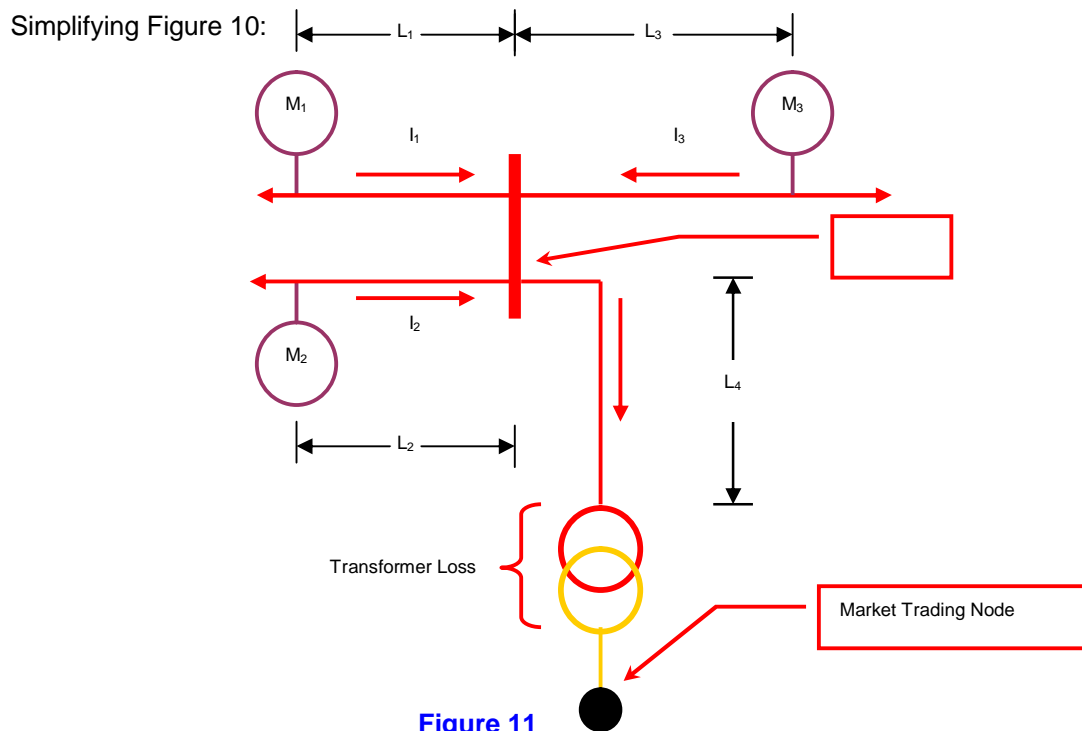 Simplifying Figure 10:
L₁
L₃
M₁
M₃
I₁
I₃
I₂
M₂
L₄
L₂
Transformer Loss
Market Trading Node
Figure 11